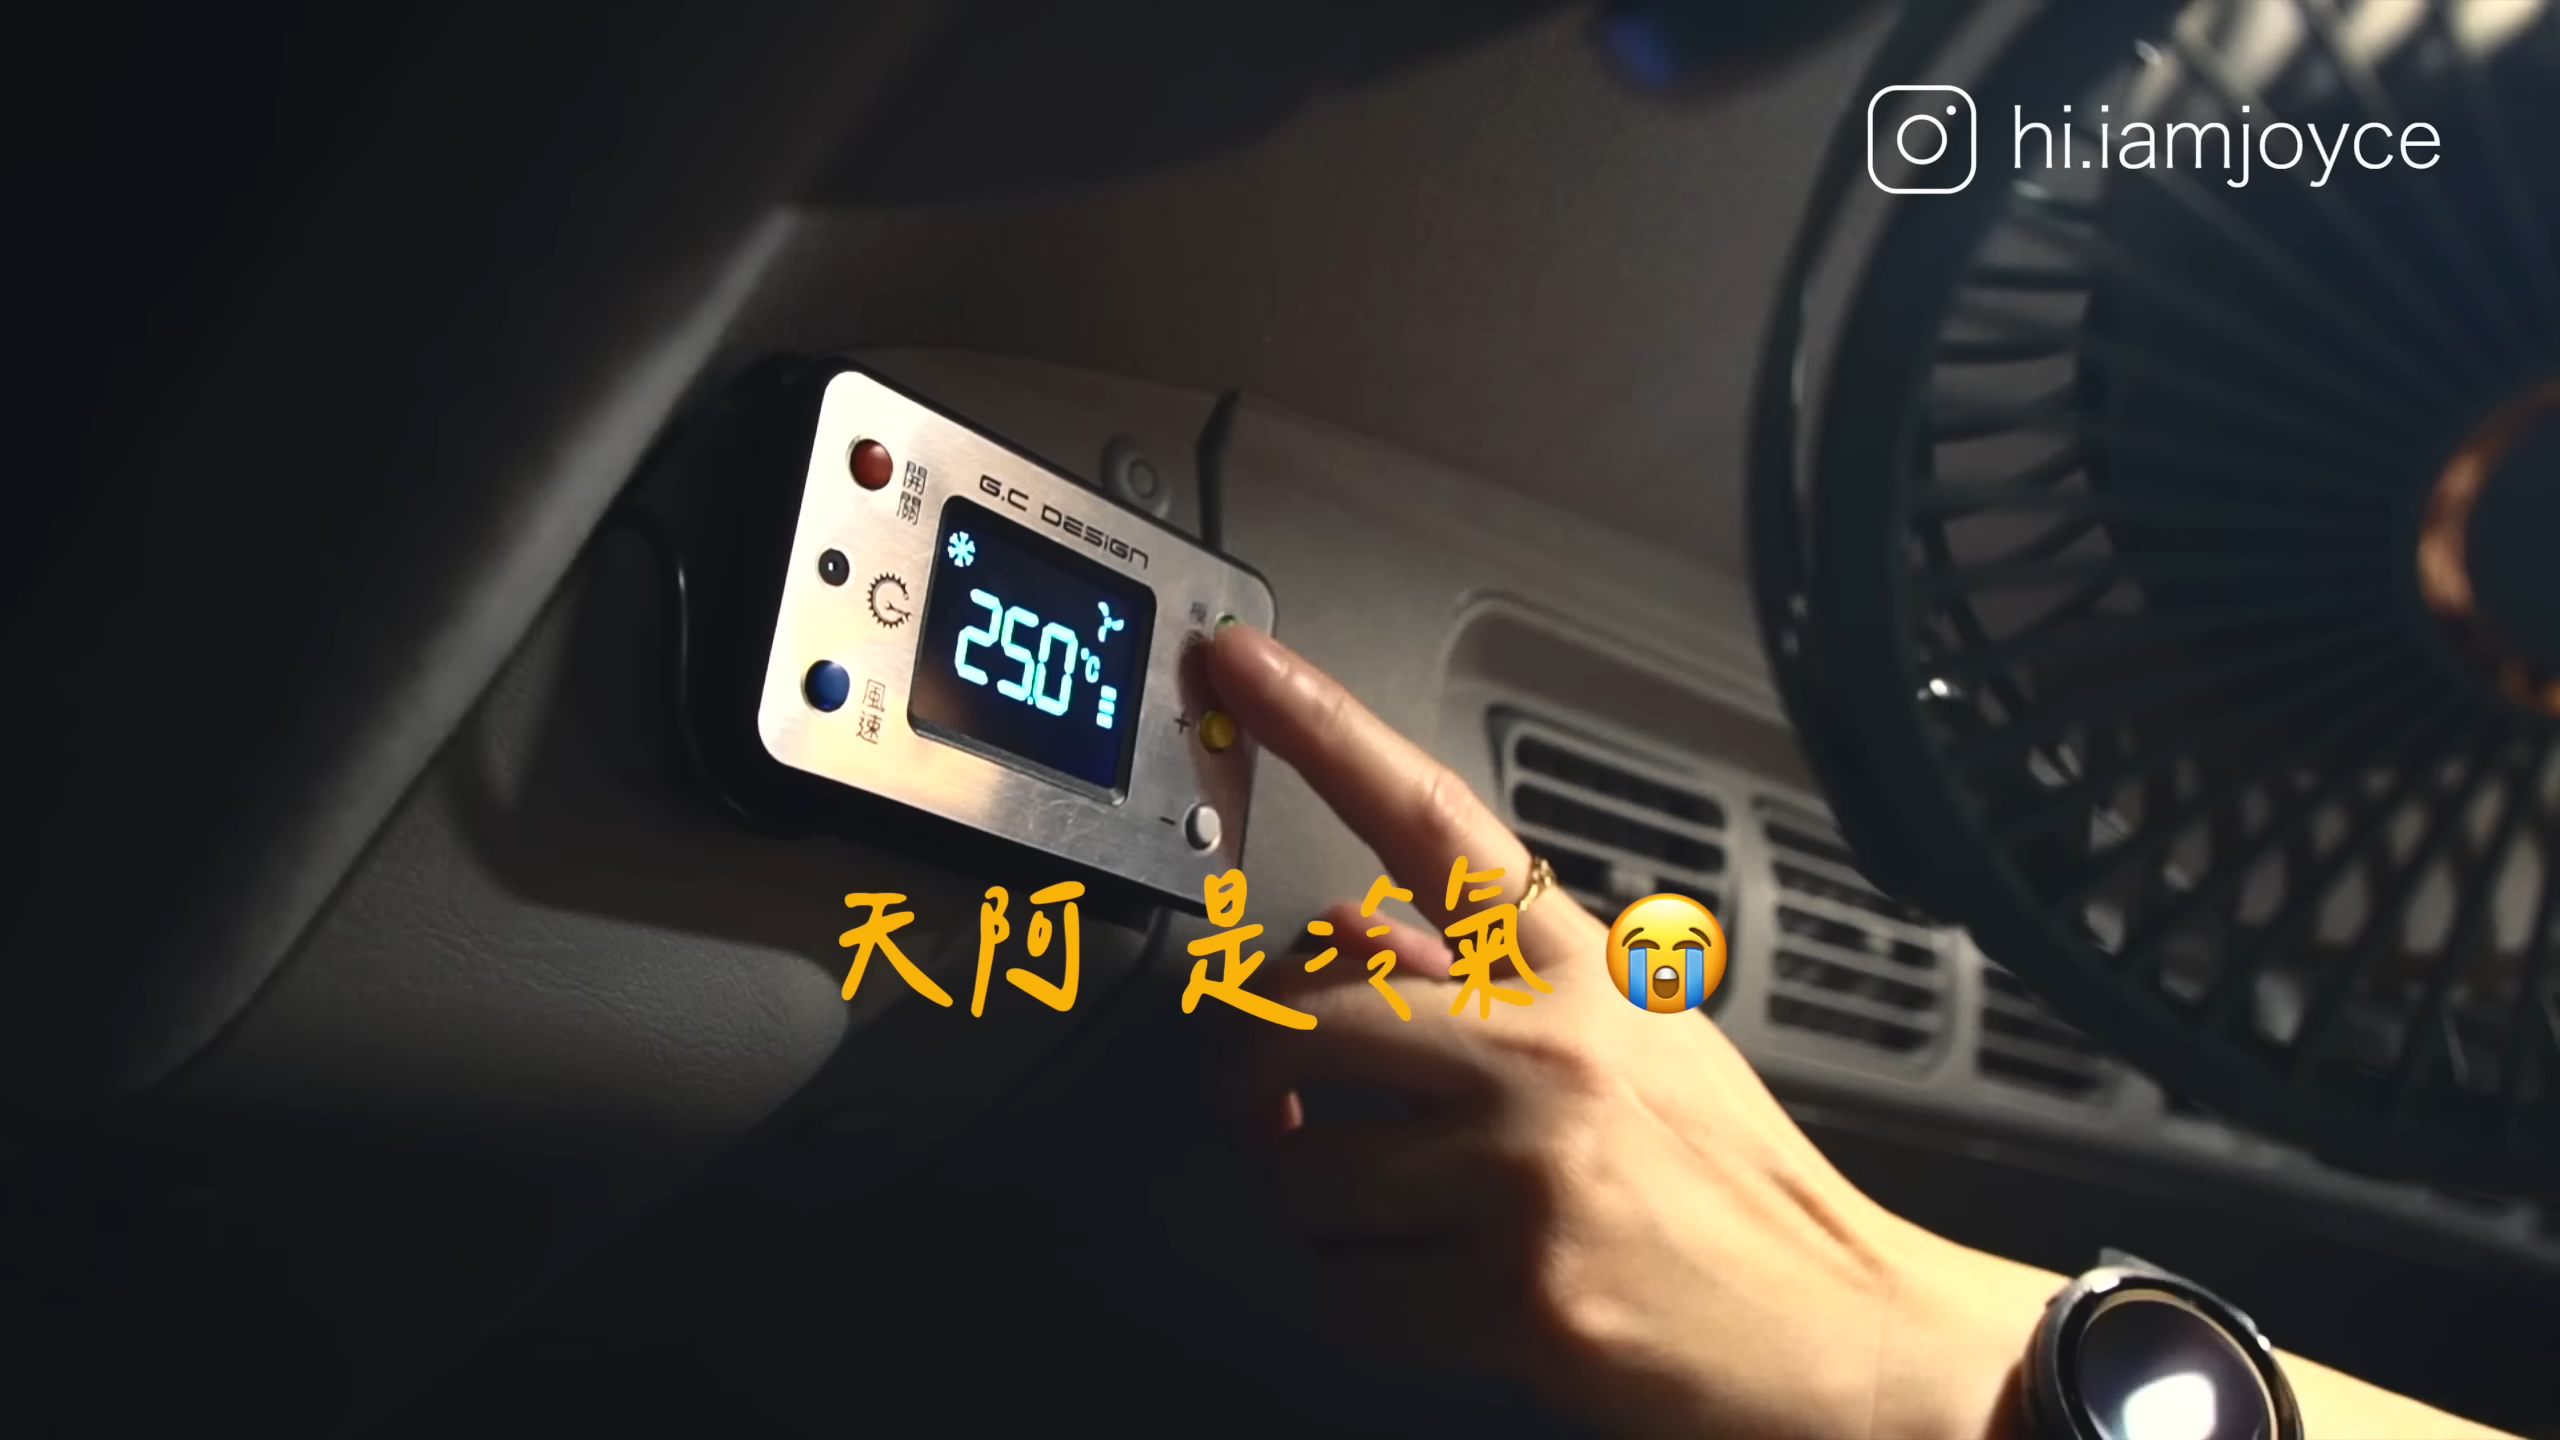 hi.iamjoyce
G.C DESIGN
開關
25.0°C
風速
+
-
天阿 是冷氣 😭